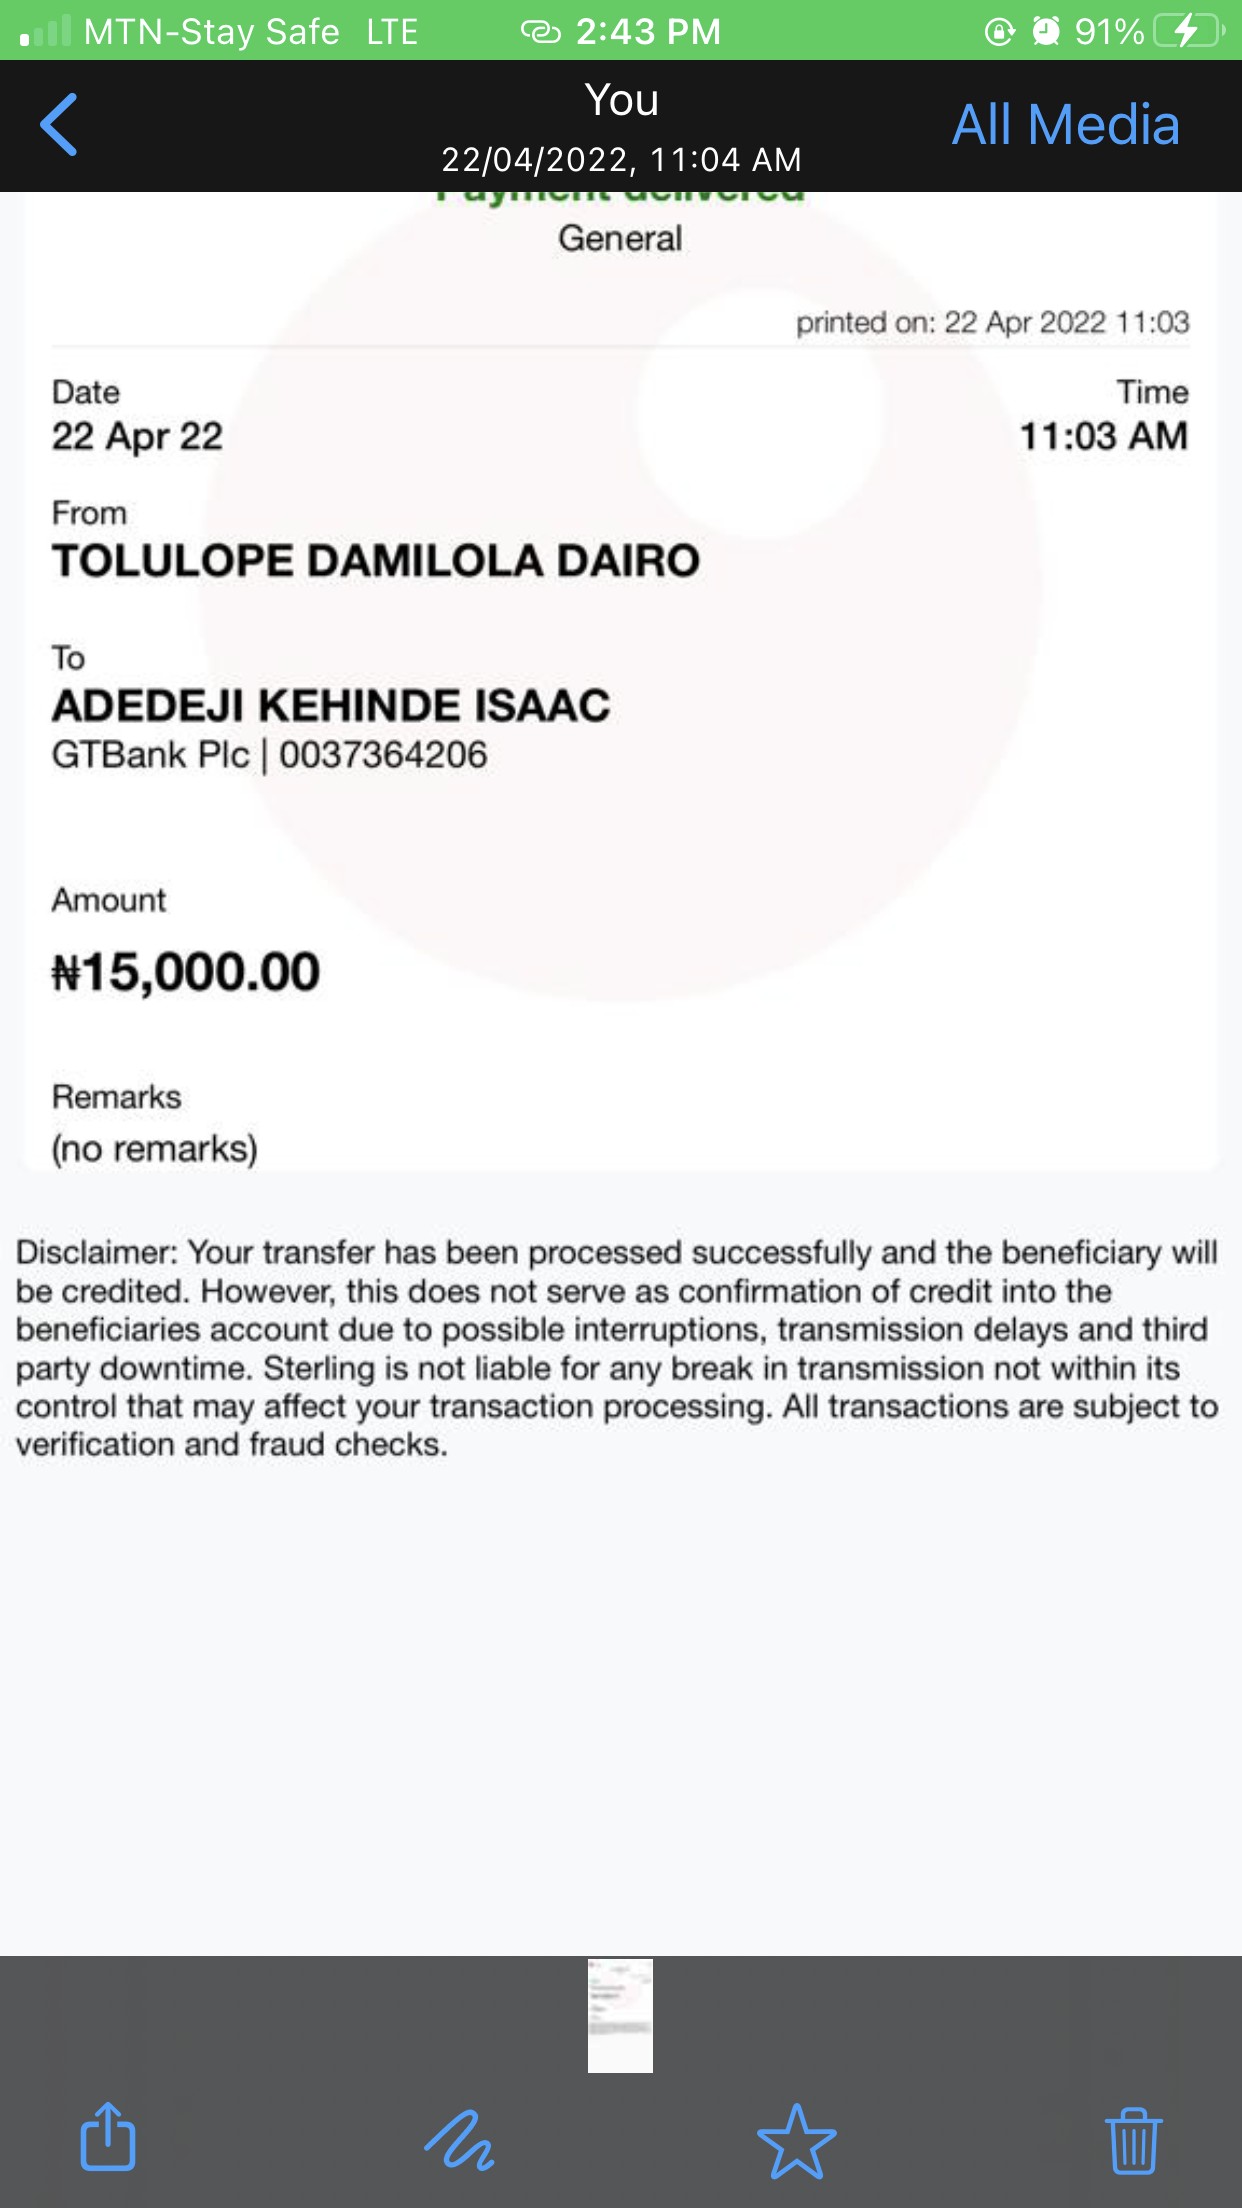 MTN-Stay Safe LTE 2:43 PM 91%
You
All Media
22/04/2022, 11:04 AM
Payment delivered
General
printed on: 22 Apr 2022 11:03
Date Time
22 Apr 22 11:03 AM
From
TOLULOPE DAMILOLA DAIRO
To
ADEDEJI KEHINDE ISAAC
GTBank Plc | 0037364206
Amount
₦15,000.00
Remarks
(no remarks)
Disclaimer: Your transfer has been processed successfully and the beneficiary will
be credited. However, this does not serve as confirmation of credit into the
beneficiaries account due to possible interruptions, transmission delays and third
party downtime. Sterling is not liable for any break in transmission not within its
control that may affect your transaction processing. All transactions are subject to
verification and fraud checks.